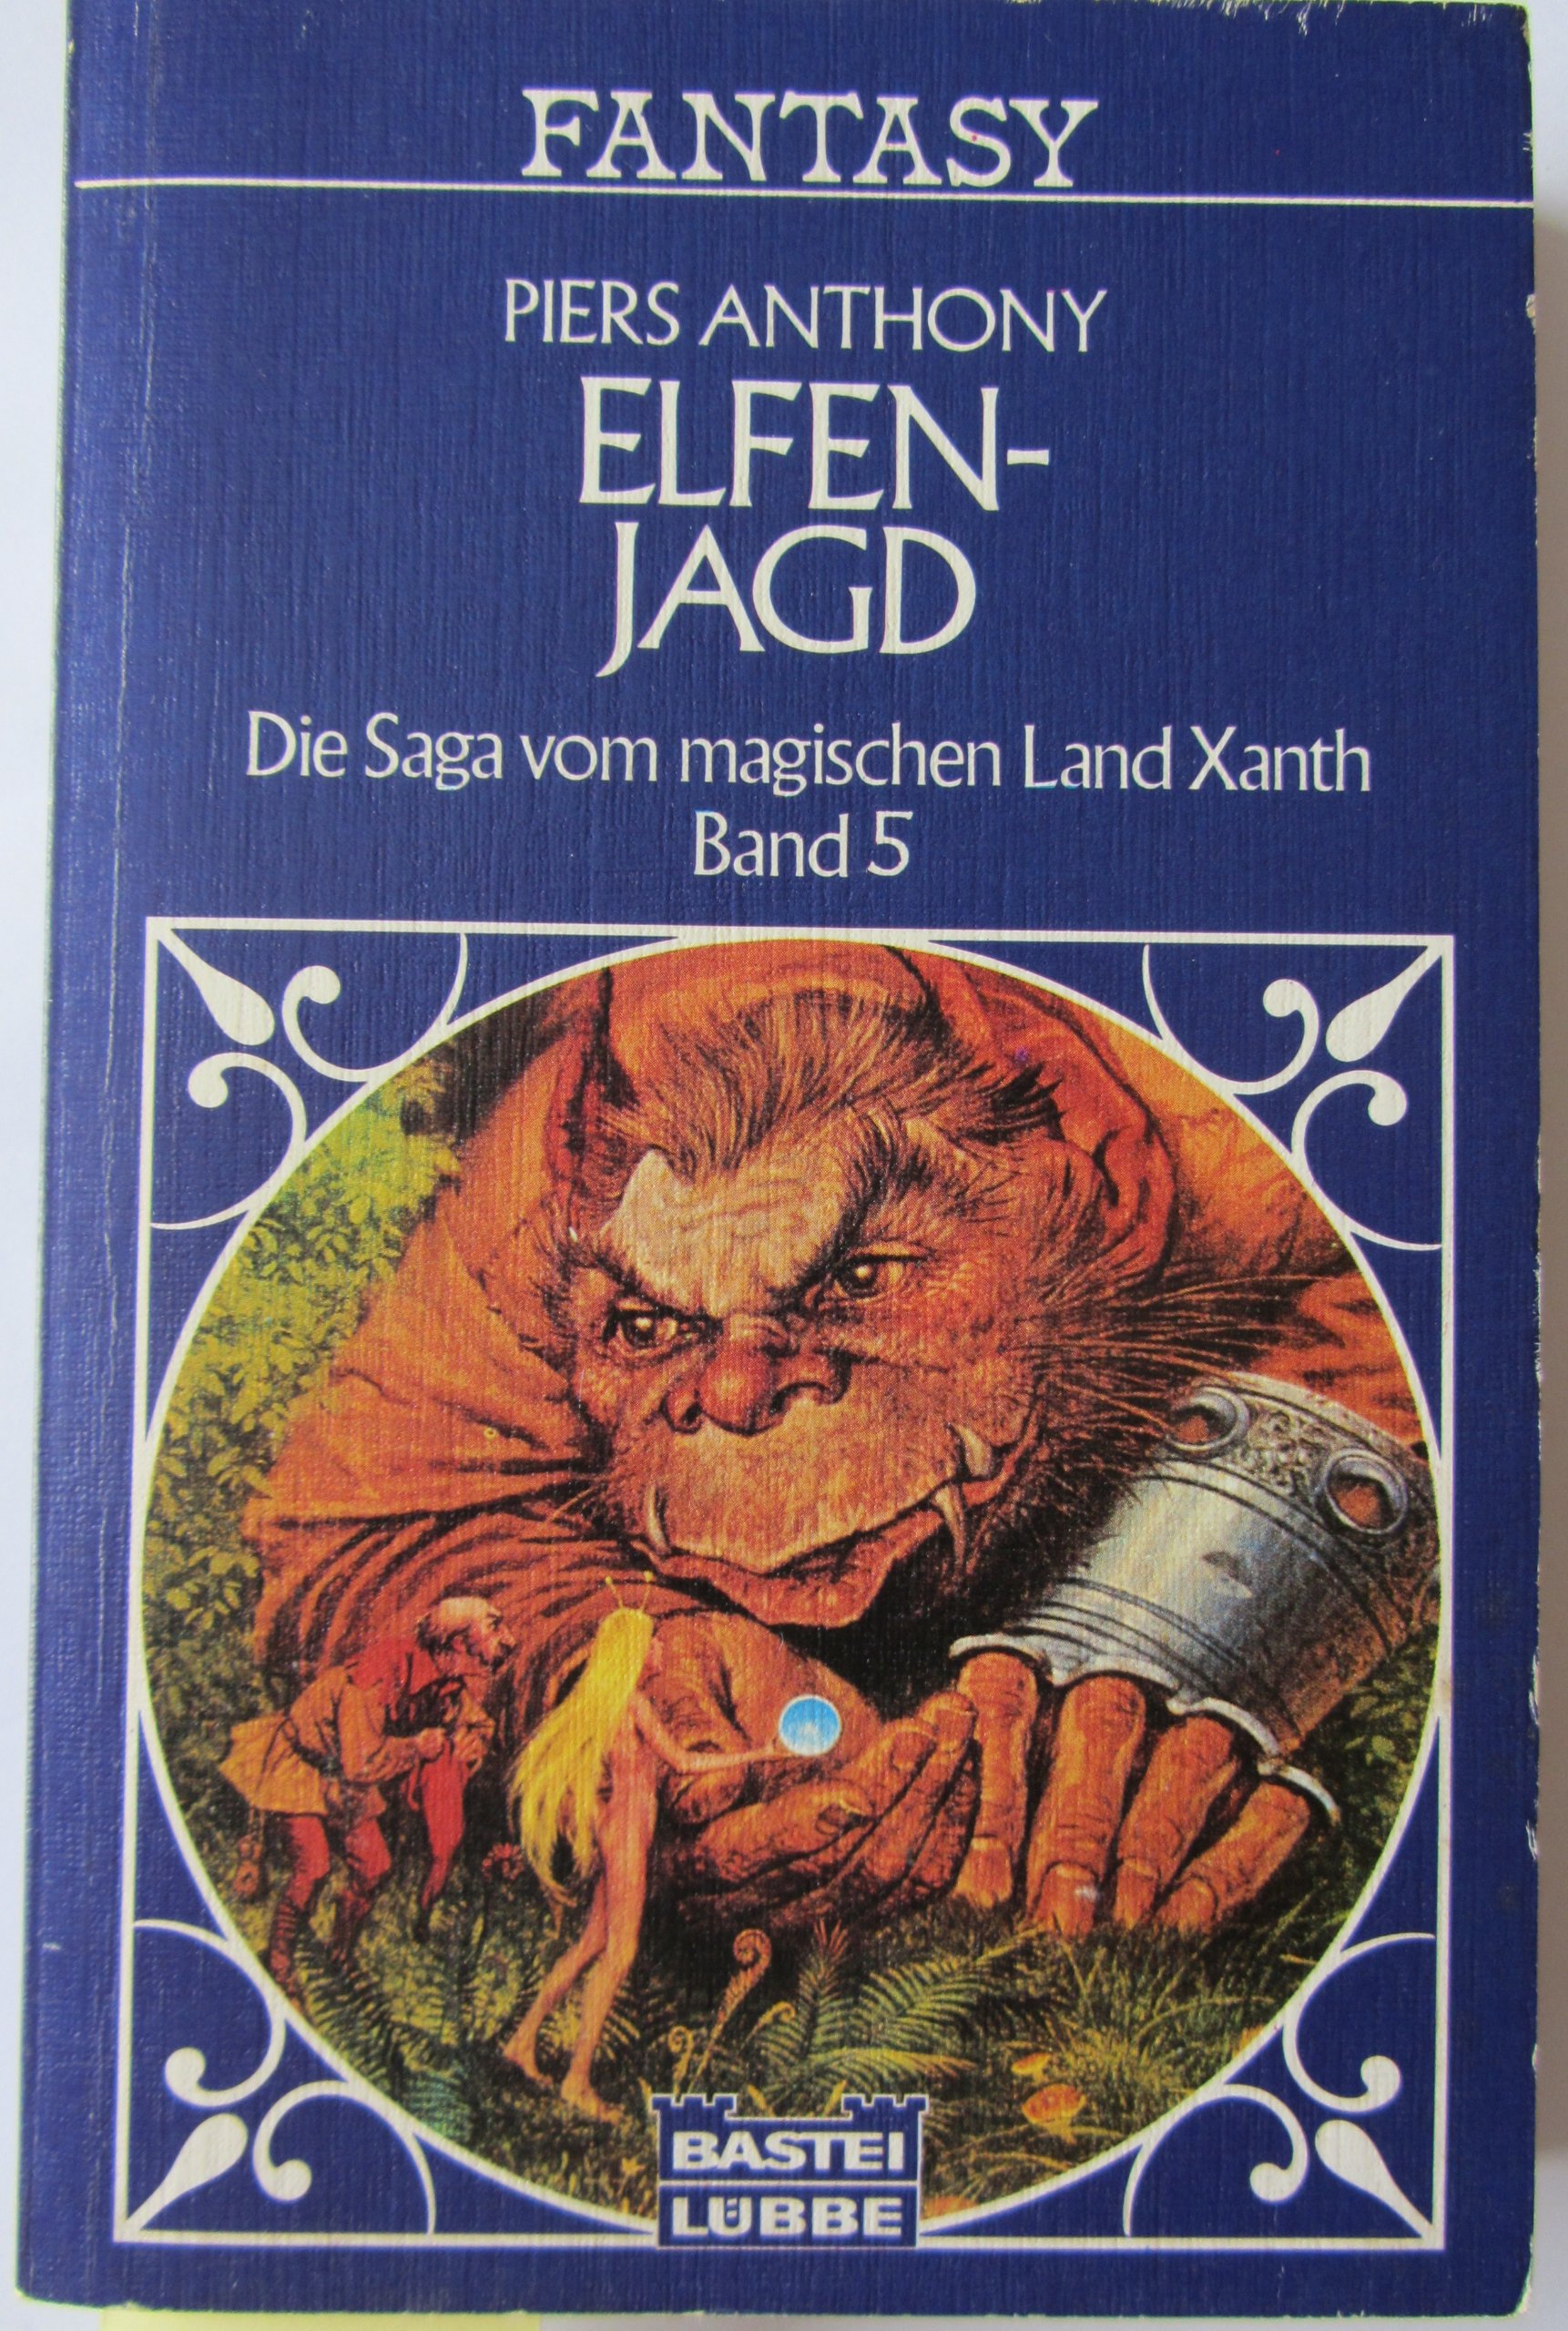 FANTASY
PIERS ANTHONY
ELFEN-
JAGD
Die Saga vom magischen Land Xanth
Band 5
BASTEI
LÜBBE